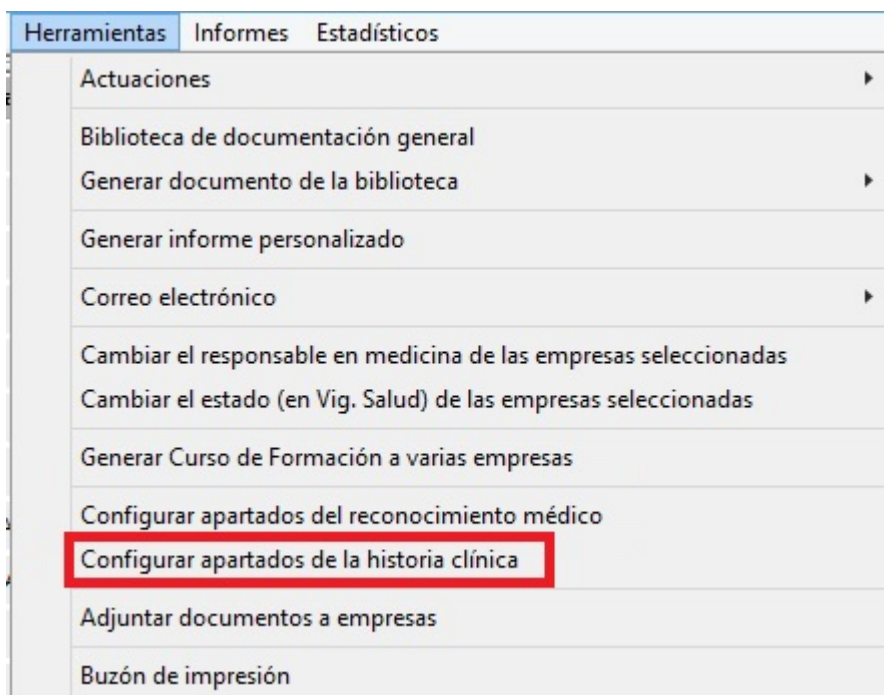 Herramientas Informes Estadísticos
Actuaciones
Biblioteca de documentación general
Generar documento de la biblioteca
Generar informe personalizado
Correo electrónico
Cambiar el responsable en medicina de las empresas seleccionadas
Cambiar el estado (en Vig. Salud) de las empresas seleccionadas
Generar Curso de Formación a varias empresas
Configurar apartados del reconocimiento médico
Configurar apartados de la historia clínica
Adjuntar documentos a empresas
Buzón de impresión